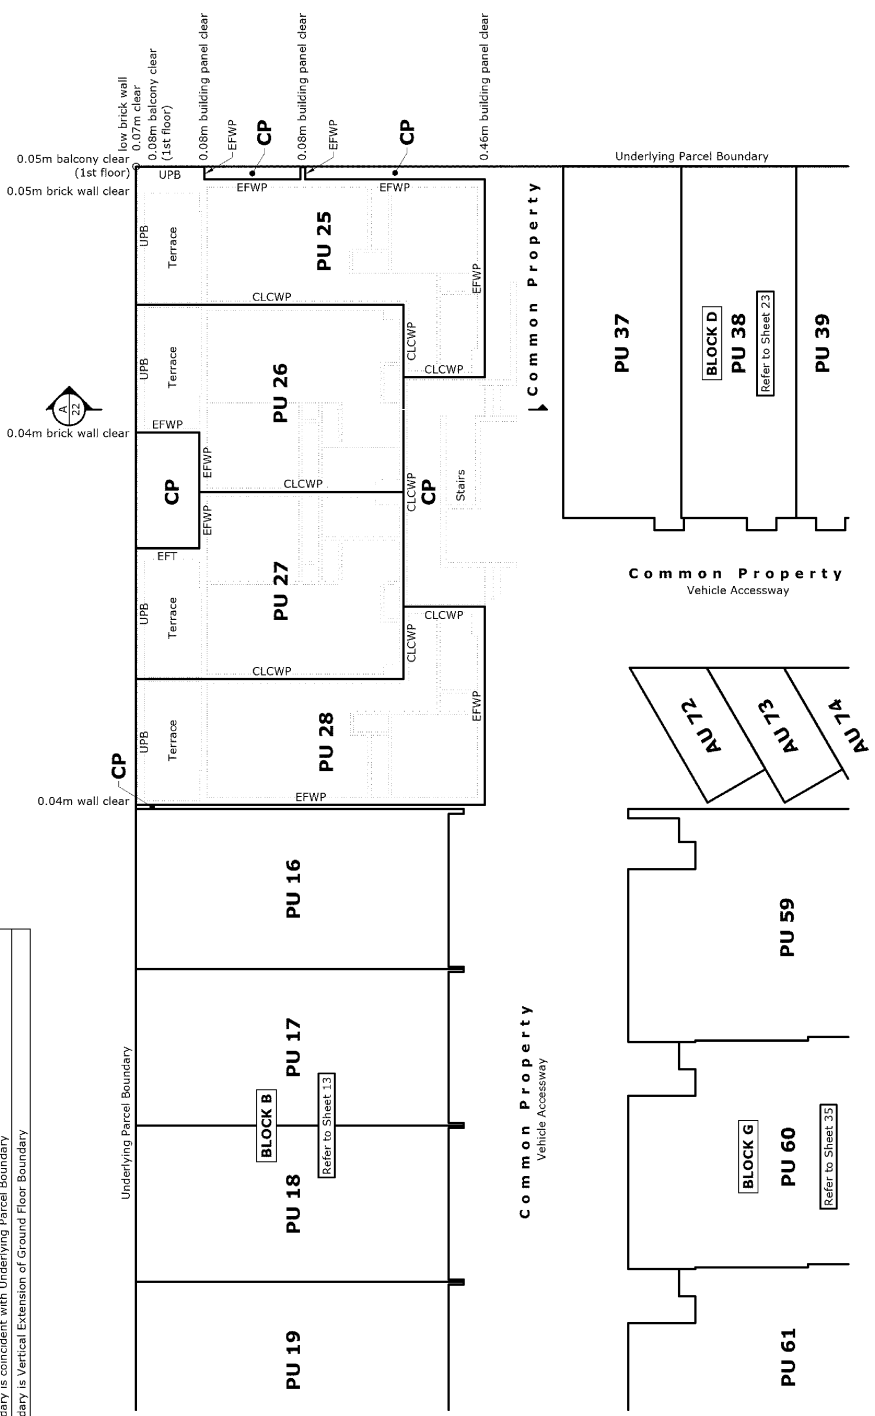 low brick wall
0.07m clear
0.08m balcony clear
(1st floor)
0.08m building panel clear
EFWP
CP
0.08m building panel clear
EFWP
CP
0.46m building panel clear
0.05m balcony clear
(1st floor)
0.05m brick wall clear
UPB
EFWP
EFWP
Underlying Parcel Boundary
UPB
Terrace
PU 25
EFWP
Common Property
CLCWP
CLCWP
CLCWP
UPB
Terrace
PU 26
PU 37
BLOCK D
PU 38
Refer to Sheet 23
PU 39
A
22
0.04m brick wall clear
EFWP
EFWP
CP
CLCWP
CLCWP
CP
Stairs
EFWP
EFT
UPB
Terrace
PU 27
Common Property
Vehicle Accessway
CLCWP
CLCWP
CLCWP
UPB
Terrace
PU 28
EFWP
AU 72
AU 73
AU 74
CP
0.04m wall clear
EFWP
PU 16
PU 59
PU 17
Underlying Parcel Boundary
BLOCK B
Refer to Sheet 13
Common Property
Vehicle Accessway
BLOCK G
PU 60
Refer to Sheet 35
PU 18
PU 19
PU 61
dary is coincident with Underlying Parcel Boundary
dary is Vertical Extension of Ground Floor Boundary